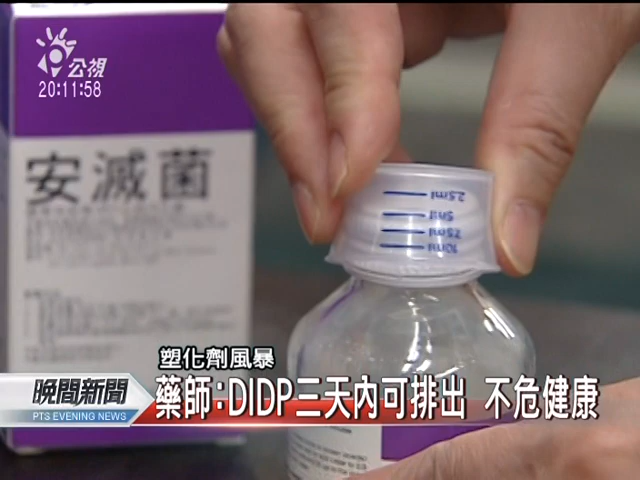 公視
20:11:58
安滅菌
2.5ml
5ml
7.5ml
10ml
塑化劑風暴
晚間新聞
PTS EVENING NEWS
藥師:DIDP三天內可排出 不危健康